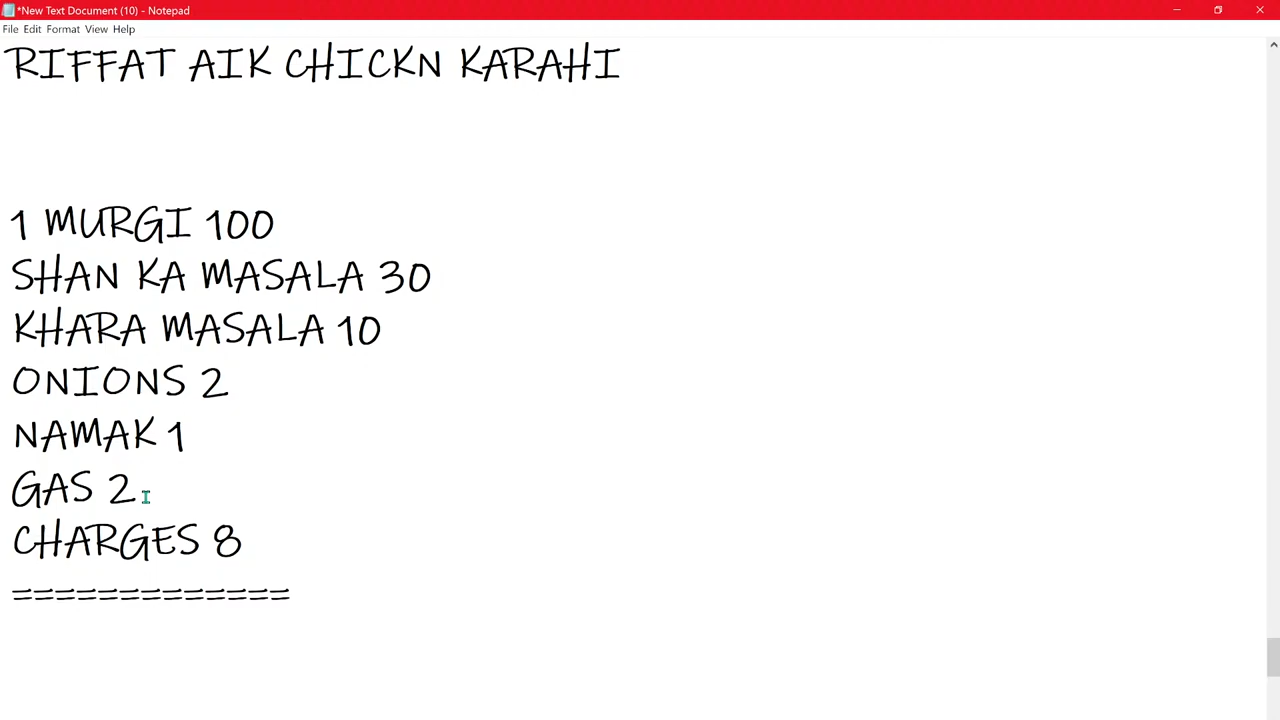 *New Text Document (10) - Notepad
File Edit Format View Help
RIFFAT AIK CHICKN KARAHI
1 MURGI 100
SHAN KA MASALA 30
KHARA MASALA 10
ONIONS 2
NAMAK 1
GAS 2
CHARGES 8
=============